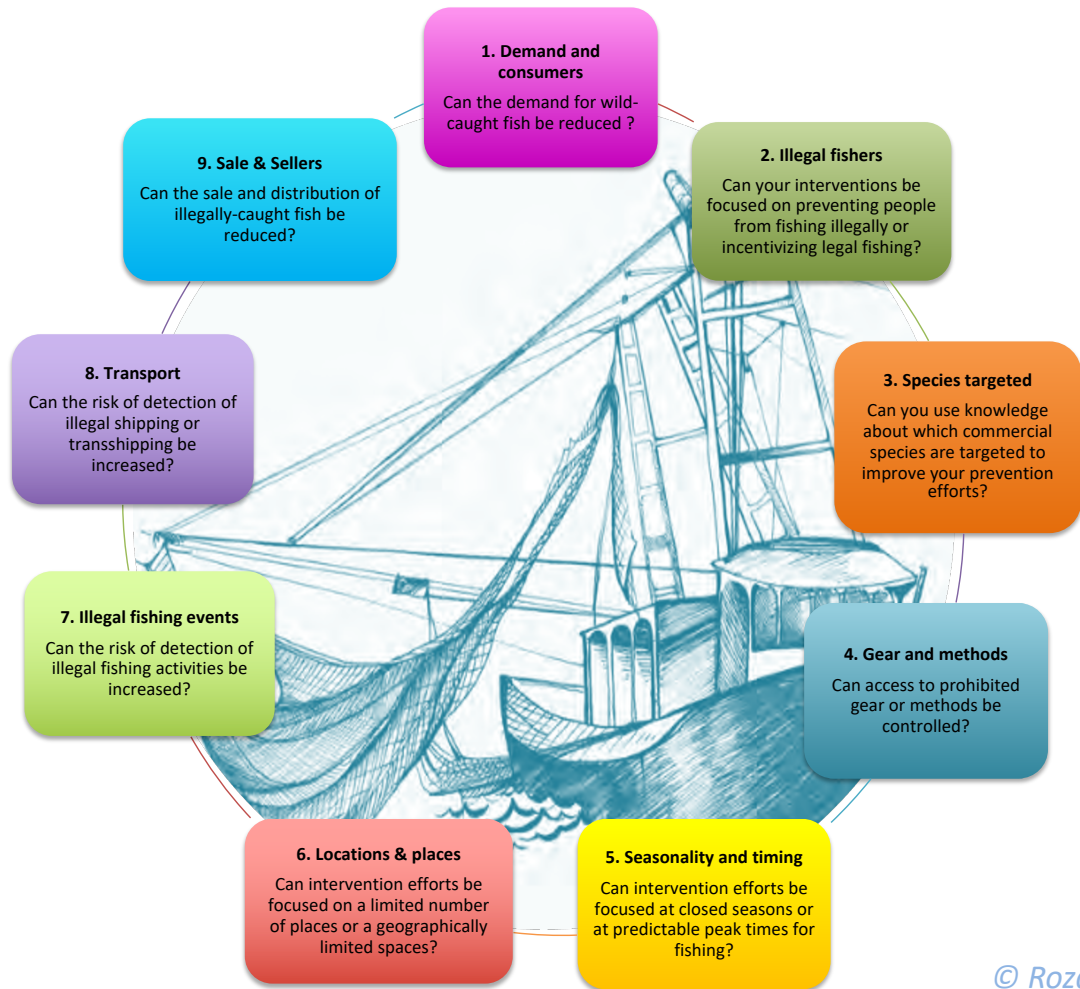 1. Demand and
consumers
Can the demand for wild-
caught fish be reduced ?
2. Illegal fishers
Can your interventions be
focused on preventing people
from fishing illegally or
incentivizing legal fishing?
3. Species targeted
Can you use knowledge
about which commercial
species are targeted to
improve your prevention
efforts?
4. Gear and methods
Can access to prohibited
gear or methods be
controlled?
5. Seasonality and timing
Can intervention efforts be
focused at closed seasons or
at predictable peak times for
fishing?
6. Locations & places
Can intervention efforts be
focused on a limited number
of places or a geographically
limited spaces?
7. Illegal fishing events
Can the risk of detection of
illegal fishing activities be
increased?
8. Transport
Can the risk of detection of
illegal shipping or
transshipping be
increased?
9. Sale & Sellers
Can the sale and distribution of
illegally-caught fish be
reduced?
©